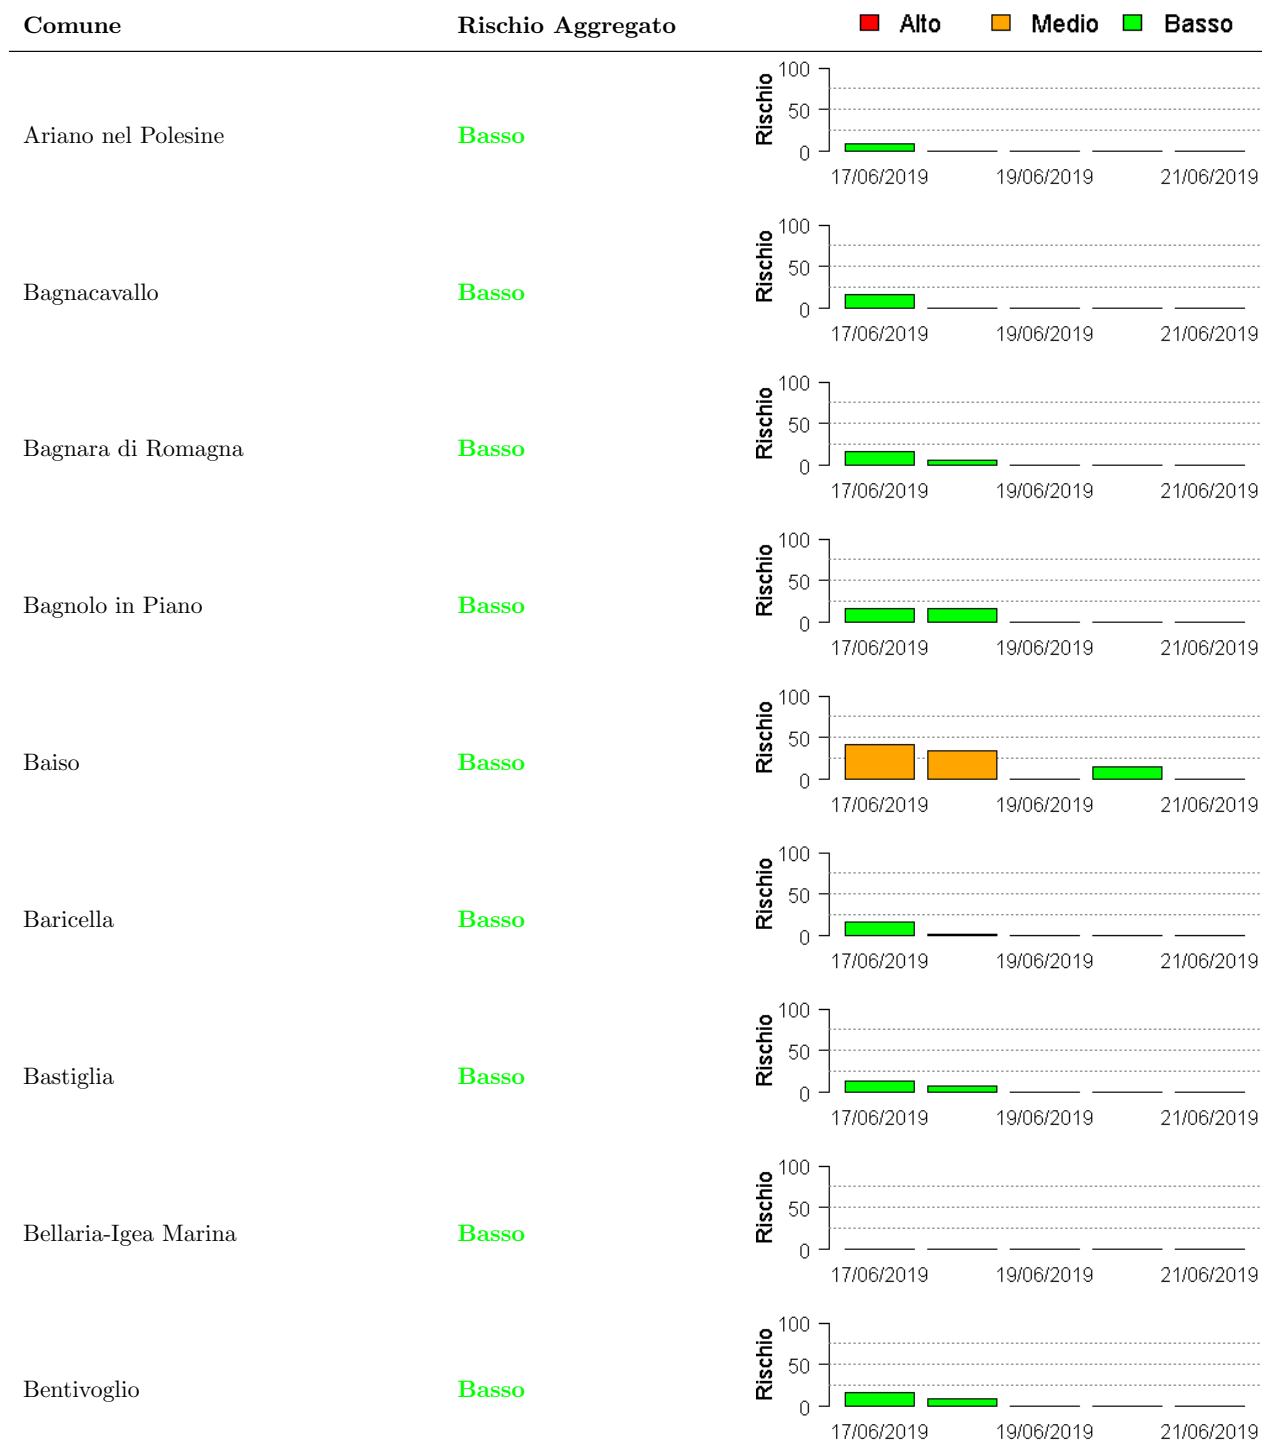 Comune Rischio Aggregato Alto Medio Basso
100
Rischio
50
Ariano nel Polesine Basso
0
17/06/2019 19/06/2019 21/06/2019
100
Rischio
50
Bagnacavallo Basso
0
17/06/2019 19/06/2019 21/06/2019
100
Rischio
50
Bagnara di Romagna Basso
0
17/06/2019 19/06/2019 21/06/2019
100
Rischio
50
Bagnolo in Piano Basso
0
17/06/2019 19/06/2019 21/06/2019
100
Rischio
50
Baiso Basso
0
17/06/2019 19/06/2019 21/06/2019
100
Rischio
50
Baricella Basso
0
17/06/2019 19/06/2019 21/06/2019
100
Rischio
50
Bastiglia Basso
0
17/06/2019 19/06/2019 21/06/2019
100
Rischio
50
Bellaria-Igea Marina Basso
0
17/06/2019 19/06/2019 21/06/2019
100
Rischio
50
Bentivoglio Basso
0
17/06/2019 19/06/2019 21/06/2019